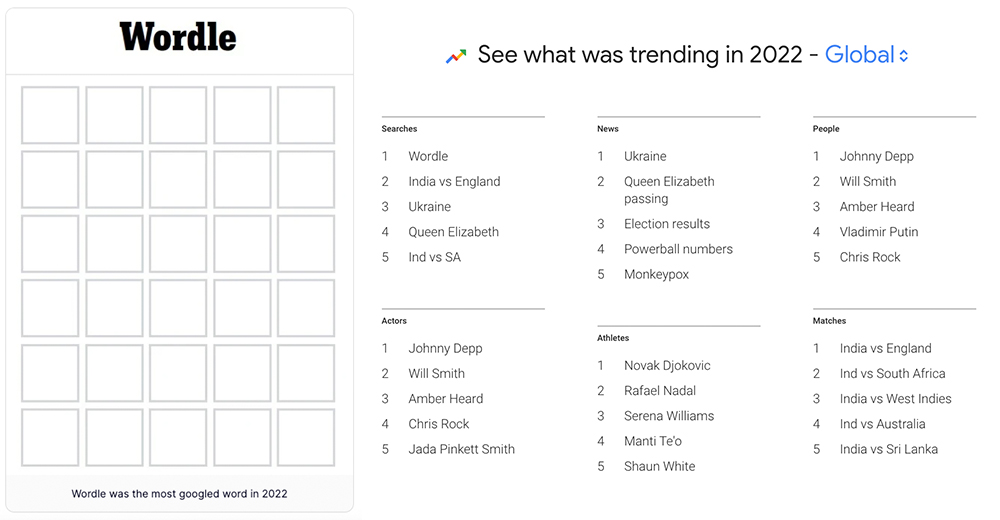 Wordle
Wordle was the most googled word in 2022
See what was trending in 2022 - Global
Searches
1 Wordle
2 India vs England
3 Ukraine
4 Queen Elizabeth
5 Ind vs SA
News
1 Ukraine
2 Queen Elizabeth
passing
3 Election results
4 Powerball numbers
5 Monkeypox
People
1 Johnny Depp
2 Will Smith
3 Amber Heard
4 Vladimir Putin
5 Chris Rock
Actors
1 Johnny Depp
2 Will Smith
3 Amber Heard
4 Chris Rock
5 Jada Pinkett Smith
Athletes
1 Novak Djokovic
2 Rafael Nadal
3 Serena Williams
4 Manti Te'o
5 Shaun White
Matches
1 India vs England
2 Ind vs South Africa
3 India vs West Indies
4 Ind vs Australia
5 India vs Sri Lanka